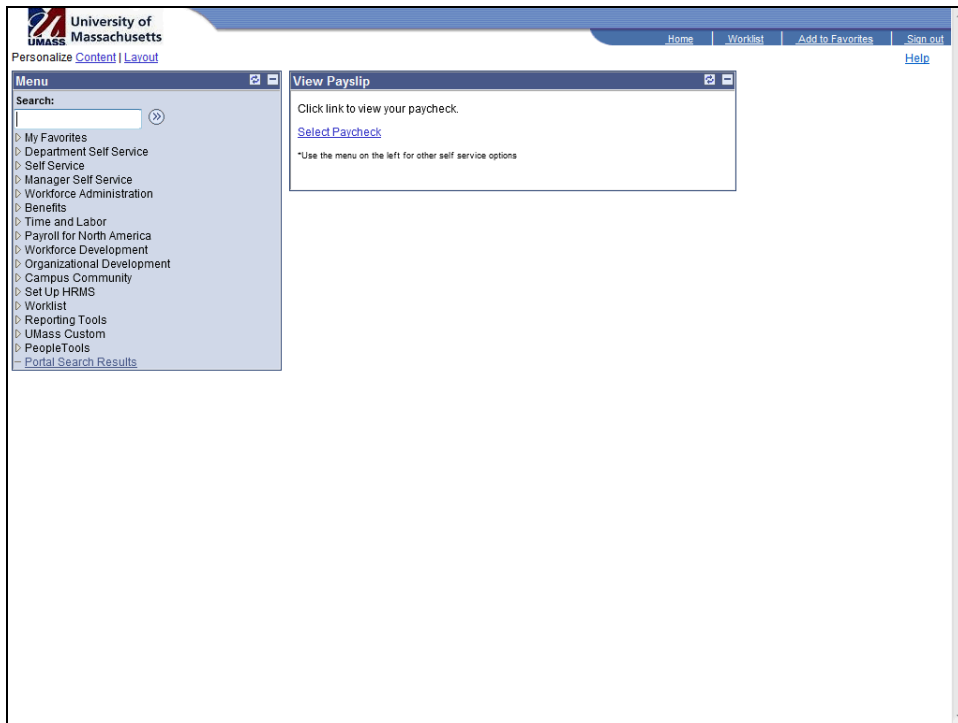 University of
Massachusetts
UMASS
Home Worklist Add to Favorites Sign out
Personalize Content | Layout
Help
Menu
Search:
My Favorites
Department Self Service
Self Service
Manager Self Service
Workforce Administration
Benefits
Time and Labor
Payroll for North America
Workforce Development
Organizational Development
Campus Community
Set Up HRMS
Worklist
Reporting Tools
UMass Custom
PeopleTools
Portal Search Results
View Payslip
Click link to view your paycheck.
Select Paycheck
*Use the menu on the left for other self service options